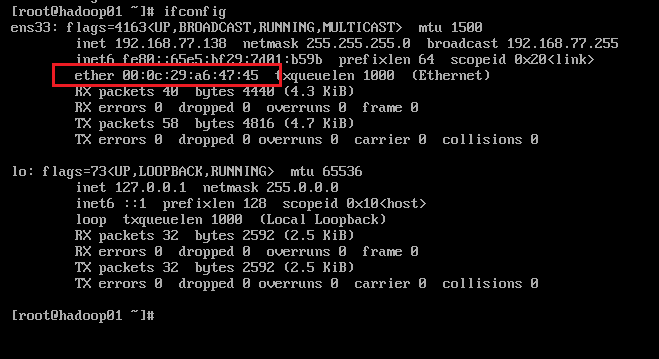 [root@hadoop01 ~]# ifconfig
ens33: flags=4163<UP,BROADCAST,RUNNING,MULTICAST>  mtu 1500
        inet 192.168.77.138  netmask 255.255.255.0  broadcast 192.168.77.255
        inet6 fe80::65e5:bf29:7d01:b59b  prefixlen 64  scopeid 0x20<link>
        ether 00:0c:29:a6:47:45  txqueuelen 1000  (Ethernet)
        RX packets 40  bytes 4440 (4.3 KiB)
        RX errors 0  dropped 0  overruns 0  frame 0
        TX packets 58  bytes 4816 (4.7 KiB)
        TX errors 0  dropped 0 overruns 0  carrier 0  collisions 0
lo: flags=73<UP,LOOPBACK,RUNNING>  mtu 65536
        inet 127.0.0.1  netmask 255.0.0.0
        inet6 ::1  prefixlen 128  scopeid 0x10<host>
        loop  txqueuelen 1000  (Local Loopback)
        RX packets 32  bytes 2592 (2.5 KiB)
        RX errors 0  dropped 0  overruns 0  frame 0
        TX packets 32  bytes 2592 (2.5 KiB)
        TX errors 0  dropped 0 overruns 0  carrier 0  collisions 0
[root@hadoop01 ~]#